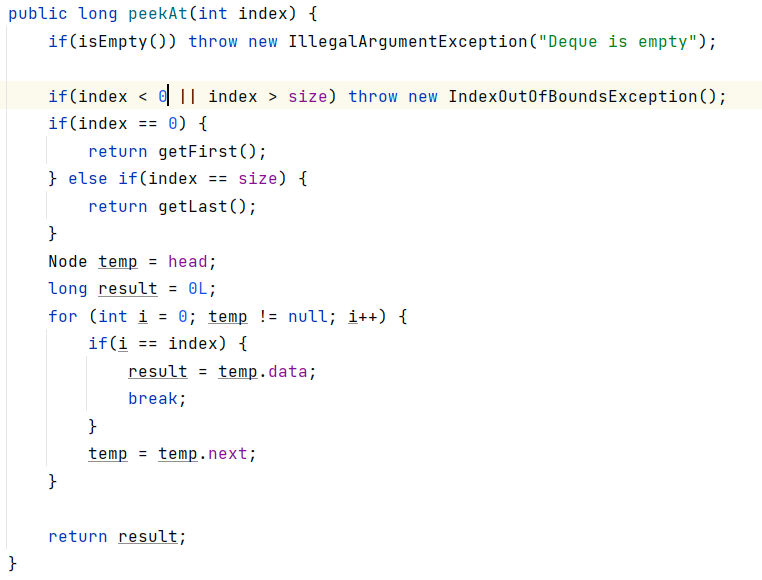 public long peekAt(int index) {
    if(isEmpty()) throw new IllegalArgumentException("Deque is empty");
    if(index < 0 || index > size) throw new IndexOutOfBoundsException();
    if(index == 0) {
        return getFirst();
    } else if(index == size) {
        return getLast();
    }
    Node temp = head;
    long result = 0L;
    for (int i = 0; temp != null; i++) {
        if(i == index) {
            result = temp.data;
            break;
        }
        temp = temp.next;
    }
    return result;
}